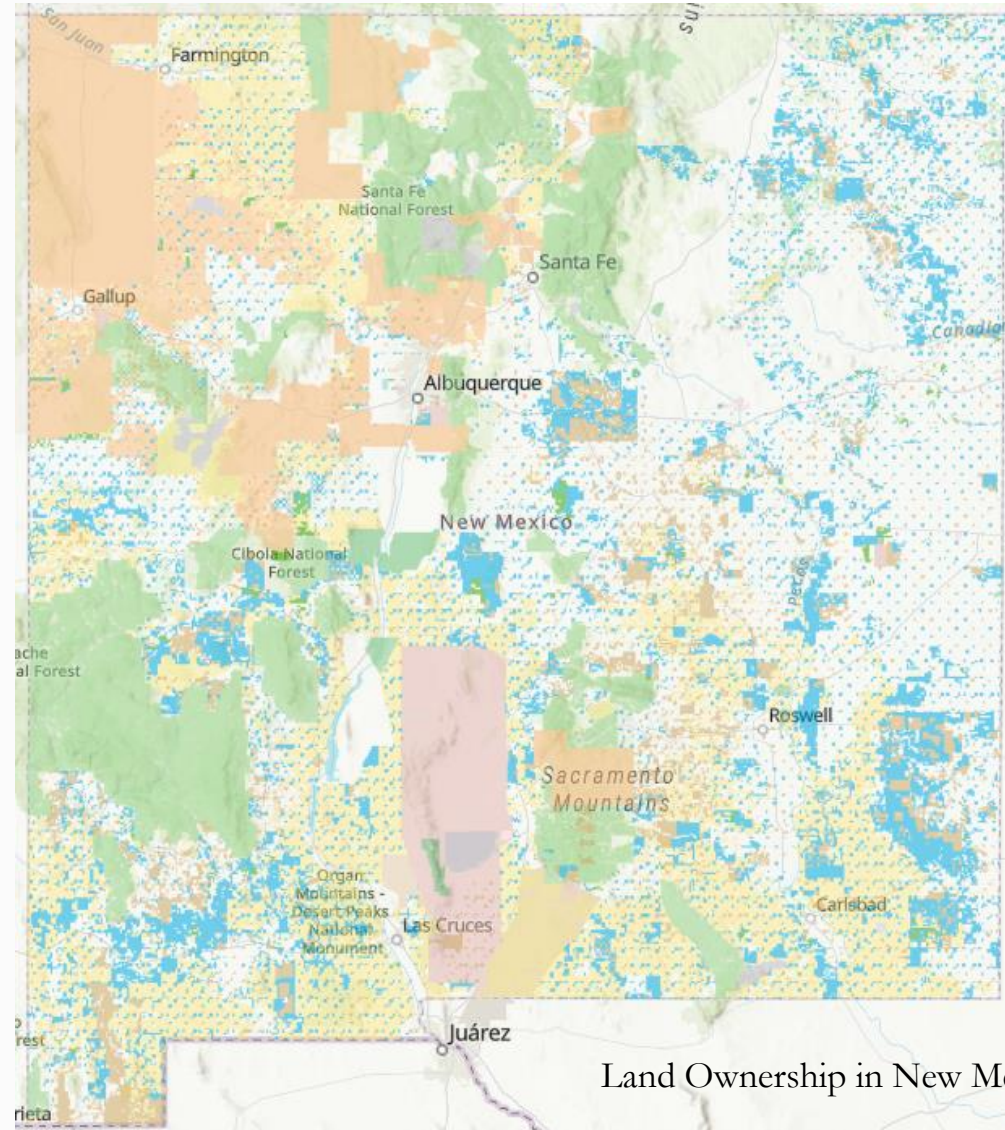 San Juan
ins
Farmington
Santa Fe
National Forest
Santa Fe
Gallup
Canadia
Albuquerque
New Mexico
Cibola National
Forest
Pecos
ache
al Forest
Roswell
Sacramento
Mountains
Organ
Mountains -
Desert Peaks
National
Monument
Las Cruces
Carlsbad
o
rest
Juárez
Land Ownership in New Me
rieta